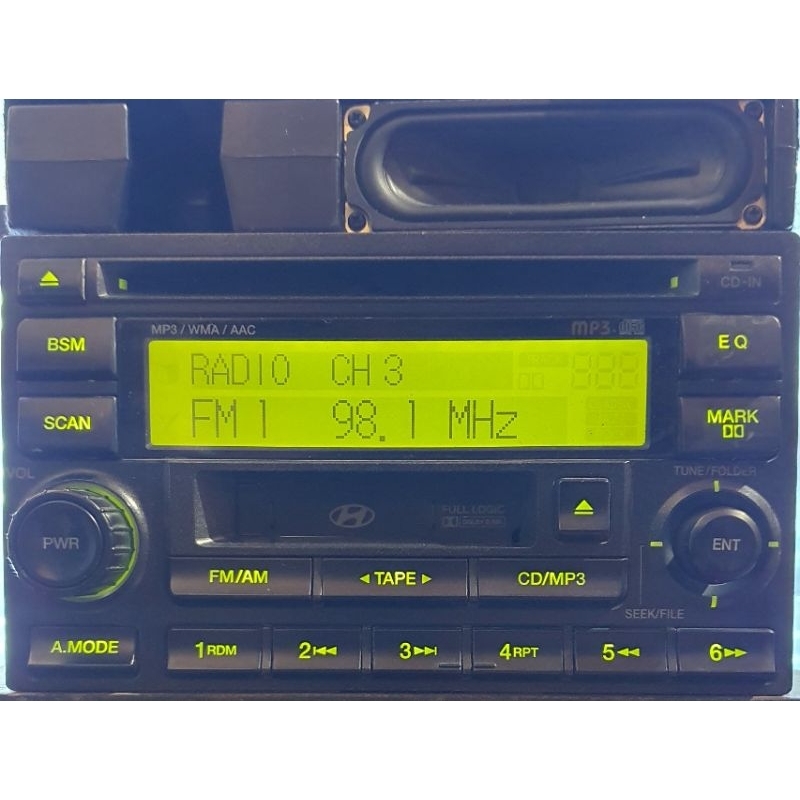 CD-IN
MP3 / WMA / AAC
MP3
BSM
EQ
RADIO CH 3
FM 1 98.1 MHz
SCAN
MARK
VOL
TUNE/FOLDER
FULL LOGIC
PWR
ENT
FM/AM
TAPE
CD/MP3
SEEK/FILE
A.MODE
1 RDM
2
3
4 RPT
5
6